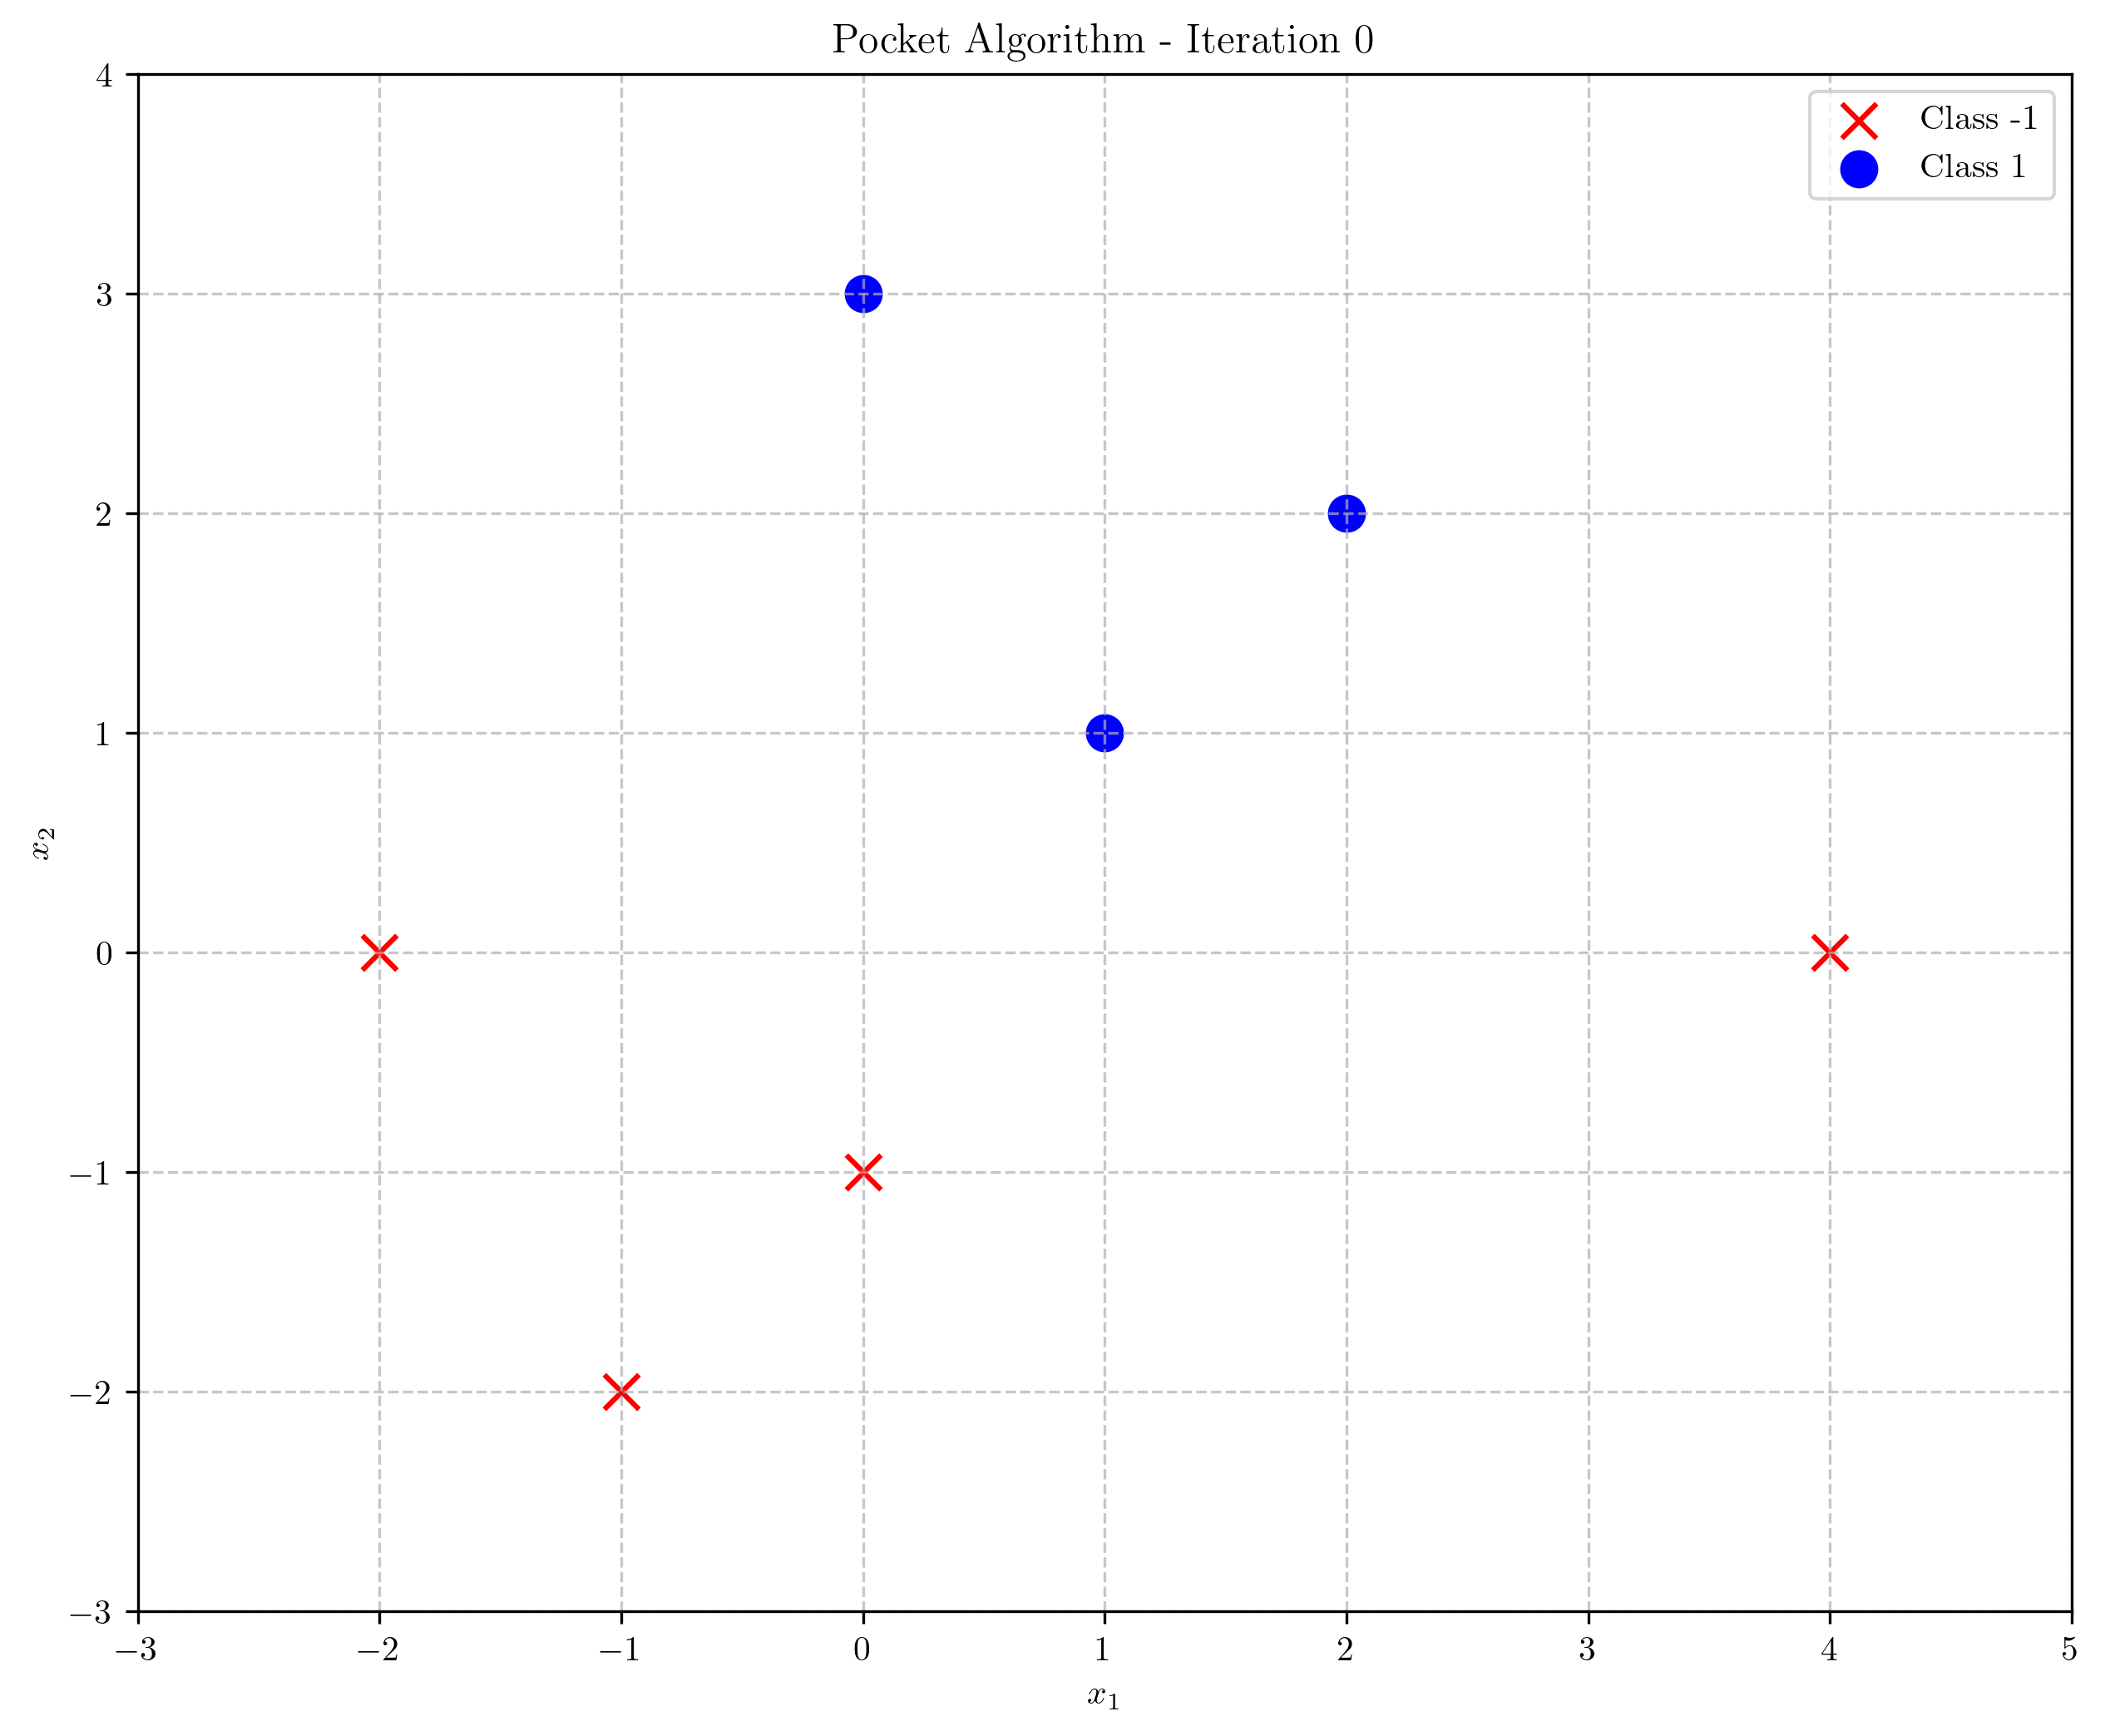 Pocket Algorithm - Iteration 0
4
3
2
1
0
−1
−2
−3
−3 −2 −1 0 1 2 3 4 5
x₁
x₂
Class -1
Class 1